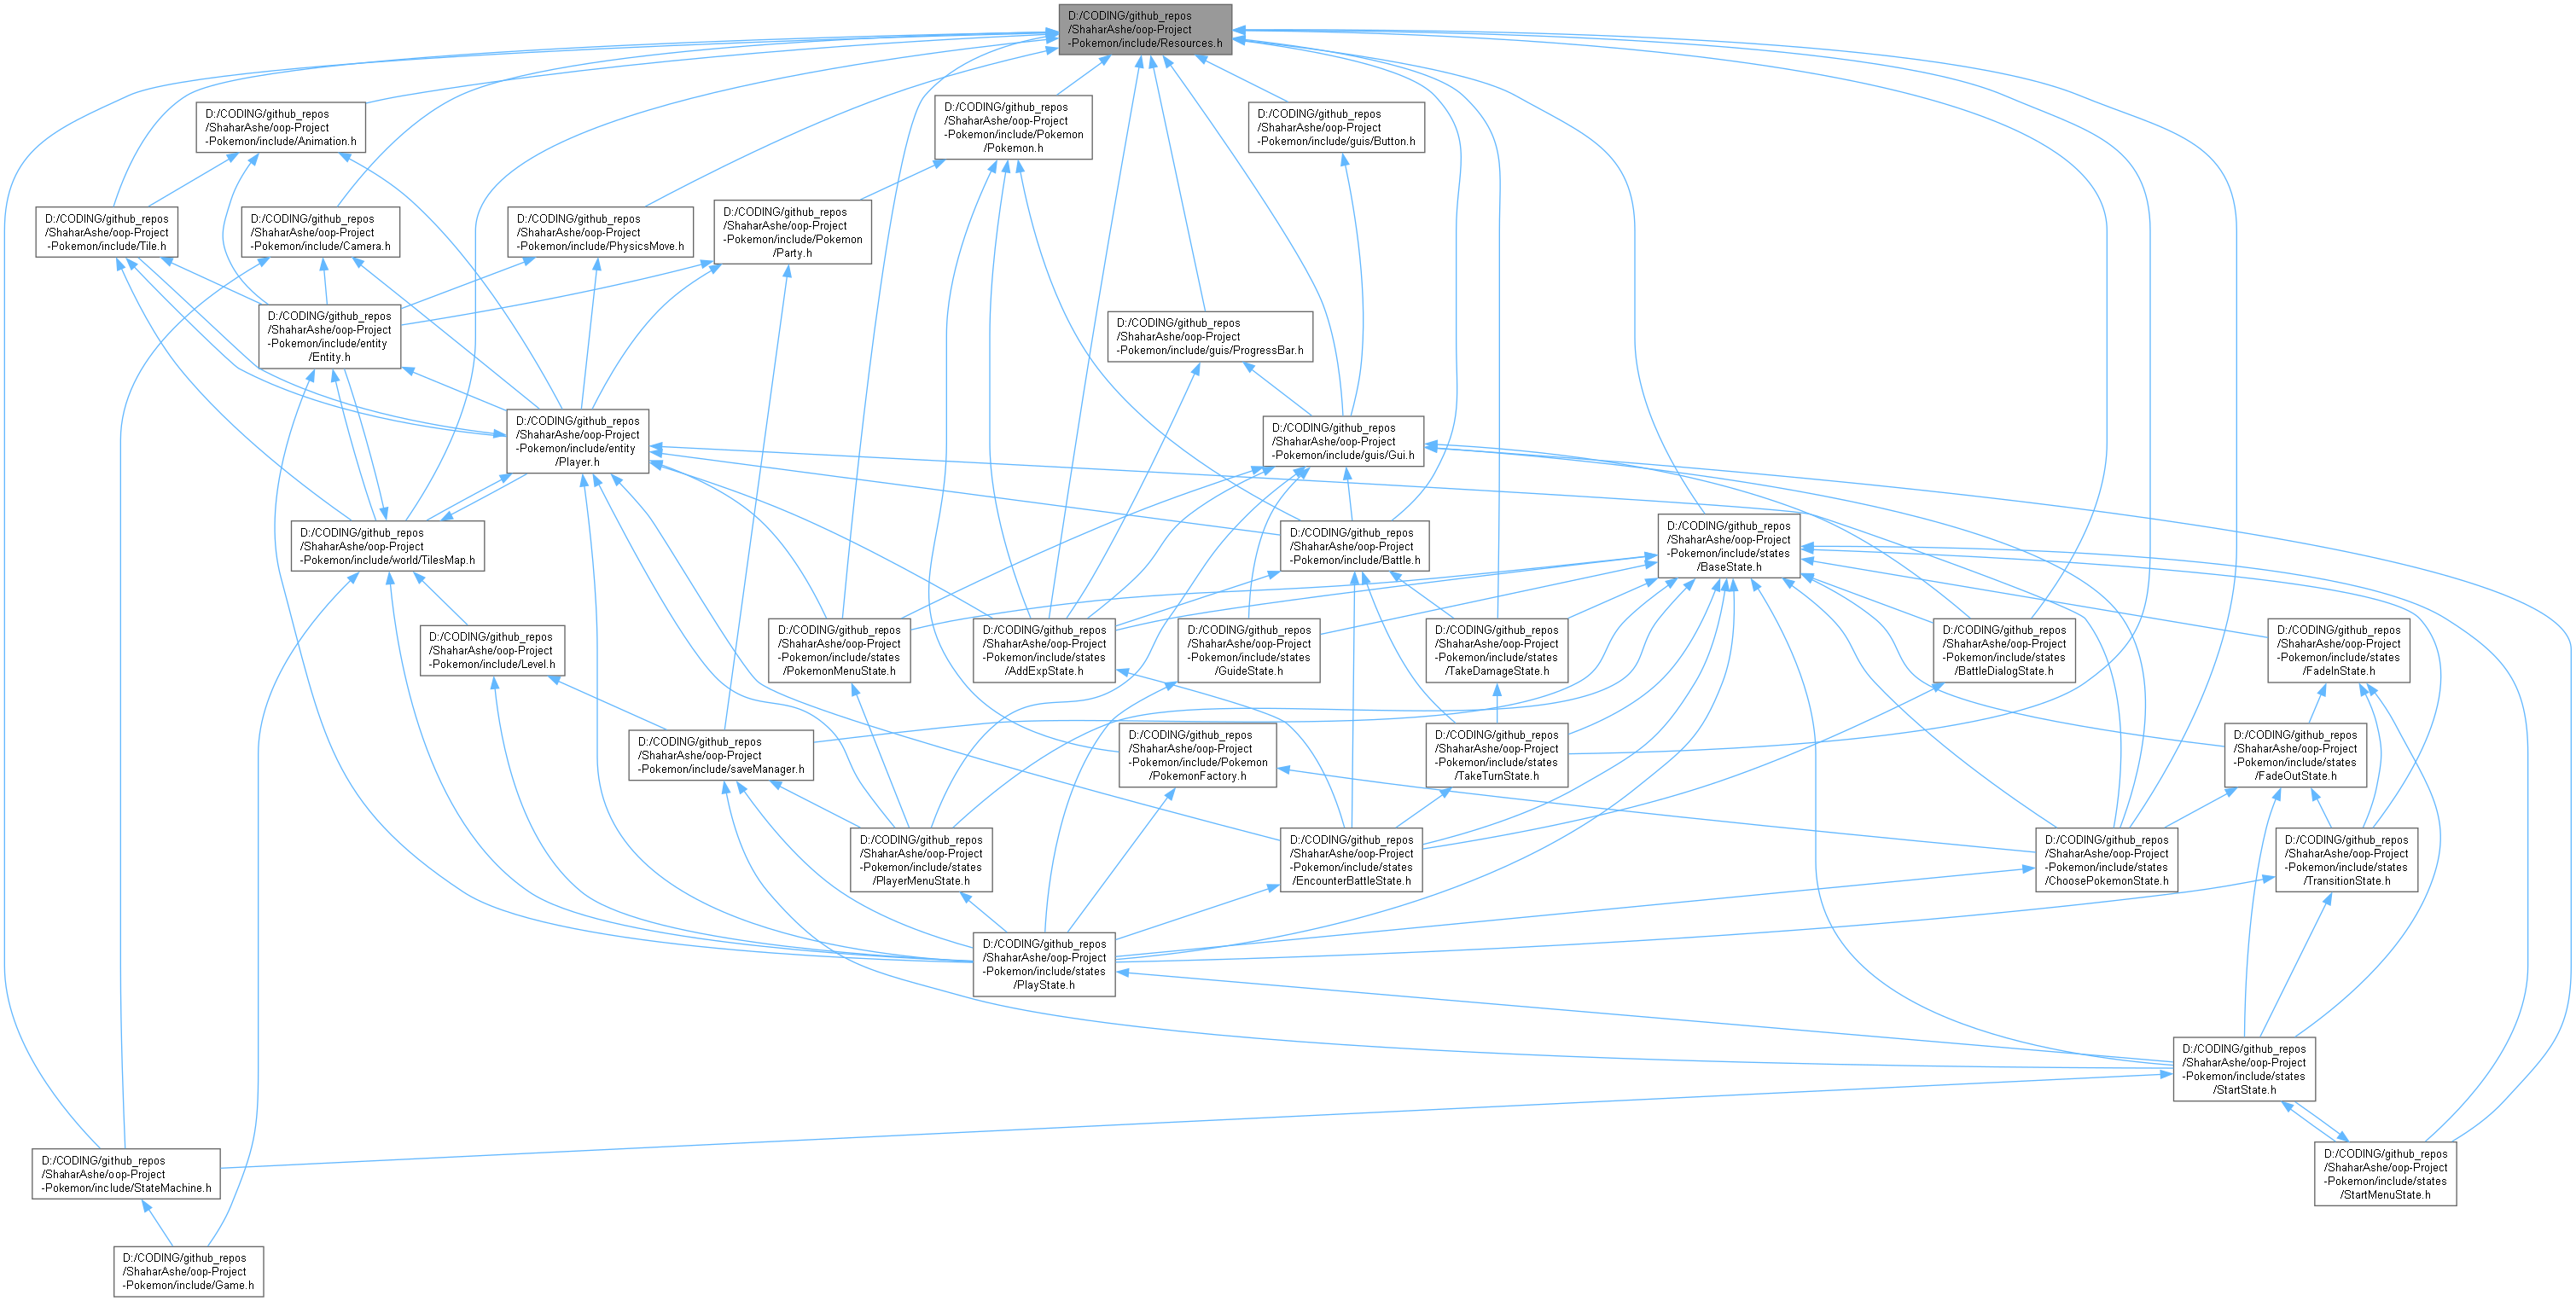 D:/CODING/github_repos
/ShaharAshe/oop-Project
-Pokemon/include/Resources.h
D:/CODING/github_repos
/ShaharAshe/oop-Project
-Pokemon/include/Animation.h
D:/CODING/github_repos
/ShaharAshe/oop-Project
-Pokemon/include/Pokemon
/Pokemon.h
D:/CODING/github_repos
/ShaharAshe/oop-Project
-Pokemon/include/guis/Button.h
D:/CODING/github_repos
/ShaharAshe/oop-Project
-Pokemon/include/Tile.h
D:/CODING/github_repos
/ShaharAshe/oop-Project
-Pokemon/include/Camera.h
D:/CODING/github_repos
/ShaharAshe/oop-Project
-Pokemon/include/PhysicsMove.h
D:/CODING/github_repos
/ShaharAshe/oop-Project
-Pokemon/include/Pokemon
/Party.h
D:/CODING/github_repos
/ShaharAshe/oop-Project
-Pokemon/include/entity
/Entity.h
D:/CODING/github_repos
/ShaharAshe/oop-Project
-Pokemon/include/guis/ProgressBar.h
D:/CODING/github_repos
/ShaharAshe/oop-Project
-Pokemon/include/entity
/Player.h
D:/CODING/github_repos
/ShaharAshe/oop-Project
-Pokemon/include/guis/Gui.h
D:/CODING/github_repos
/ShaharAshe/oop-Project
-Pokemon/include/world/TilesMap.h
D:/CODING/github_repos
/ShaharAshe/oop-Project
-Pokemon/include/Battle.h
D:/CODING/github_repos
/ShaharAshe/oop-Project
-Pokemon/include/states
/BaseState.h
D:/CODING/github_repos
/ShaharAshe/oop-Project
-Pokemon/include/Level.h
D:/CODING/github_repos
/ShaharAshe/oop-Project
-Pokemon/include/states
/PokemonMenuState.h
D:/CODING/github_repos
/ShaharAshe/oop-Project
-Pokemon/include/states
/AddExpState.h
D:/CODING/github_repos
/ShaharAshe/oop-Project
-Pokemon/include/states
/GuideState.h
D:/CODING/github_repos
/ShaharAshe/oop-Project
-Pokemon/include/states
/TakeDamageState.h
D:/CODING/github_repos
/ShaharAshe/oop-Project
-Pokemon/include/states
/BattleDialogState.h
D:/CODING/github_repos
/ShaharAshe/oop-Project
-Pokemon/include/states
/FadeInState.h
D:/CODING/github_repos
/ShaharAshe/oop-Project
-Pokemon/include/saveManager.h
D:/CODING/github_repos
/ShaharAshe/oop-Project
-Pokemon/include/Pokemon
/PokemonFactory.h
D:/CODING/github_repos
/ShaharAshe/oop-Project
-Pokemon/include/states
/TakeTurnState.h
D:/CODING/github_repos
/ShaharAshe/oop-Project
-Pokemon/include/states
/FadeOutState.h
D:/CODING/github_repos
/ShaharAshe/oop-Project
-Pokemon/include/states
/PlayerMenuState.h
D:/CODING/github_repos
/ShaharAshe/oop-Project
-Pokemon/include/states
/EncounterBattleState.h
D:/CODING/github_repos
/ShaharAshe/oop-Project
-Pokemon/include/states
/ChoosePokemonState.h
D:/CODING/github_repos
/ShaharAshe/oop-Project
-Pokemon/include/states
/TransitionState.h
D:/CODING/github_repos
/ShaharAshe/oop-Project
-Pokemon/include/states
/PlayState.h
D:/CODING/github_repos
/ShaharAshe/oop-Project
-Pokemon/include/states
/StartState.h
D:/CODING/github_repos
/ShaharAshe/oop-Project
-Pokemon/include/StateMachine.h
D:/CODING/github_repos
/ShaharAshe/oop-Project
-Pokemon/include/states
/StartMenuState.h
D:/CODING/github_repos
/ShaharAshe/oop-Project
-Pokemon/include/Game.h